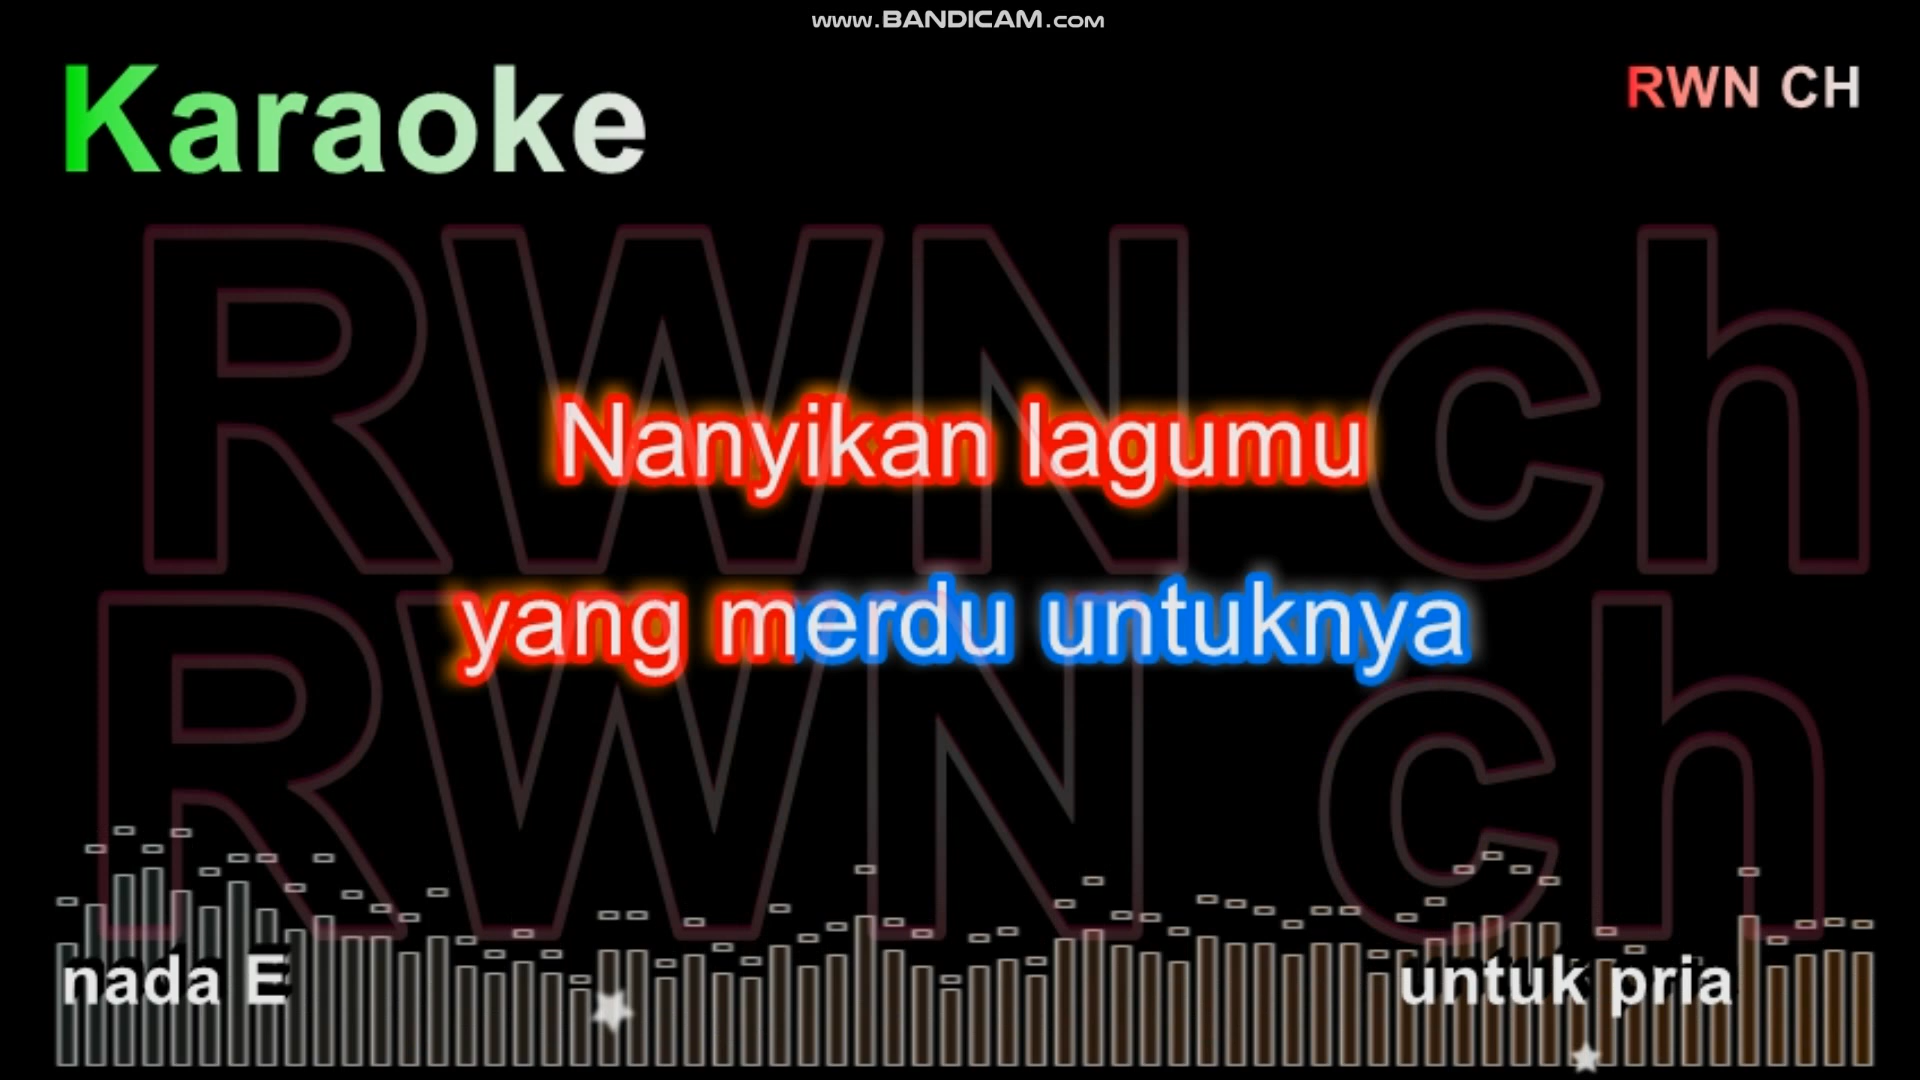 www.BANDICAM.com
Karaoke
RWN CH
RWN ch
Nanyikan lagumu
yang merdu untuknya
RWN ch
nada E
untuk pria